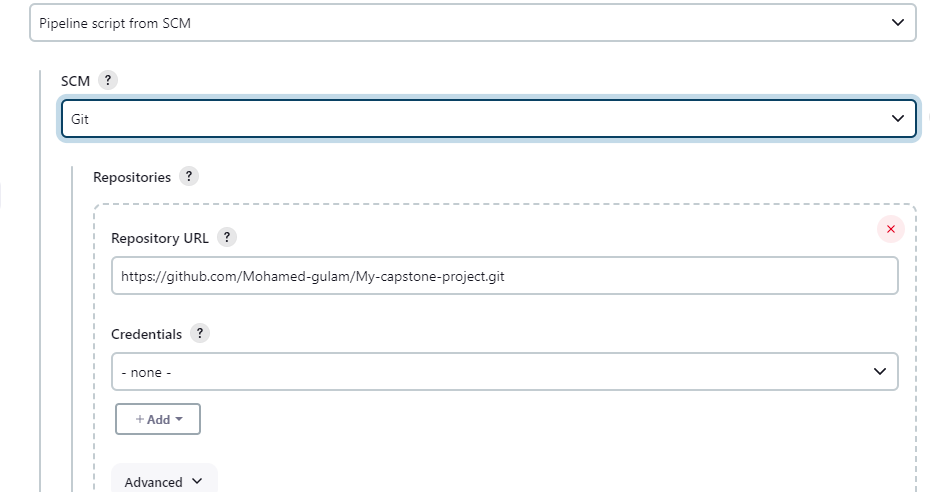 Pipeline script from SCM
SCM ?
Git
Repositories ?
Repository URL ?
https://github.com/Mohamed-gulam/My-capstone-project.git
Credentials ?
- none -
+ Add
Advanced